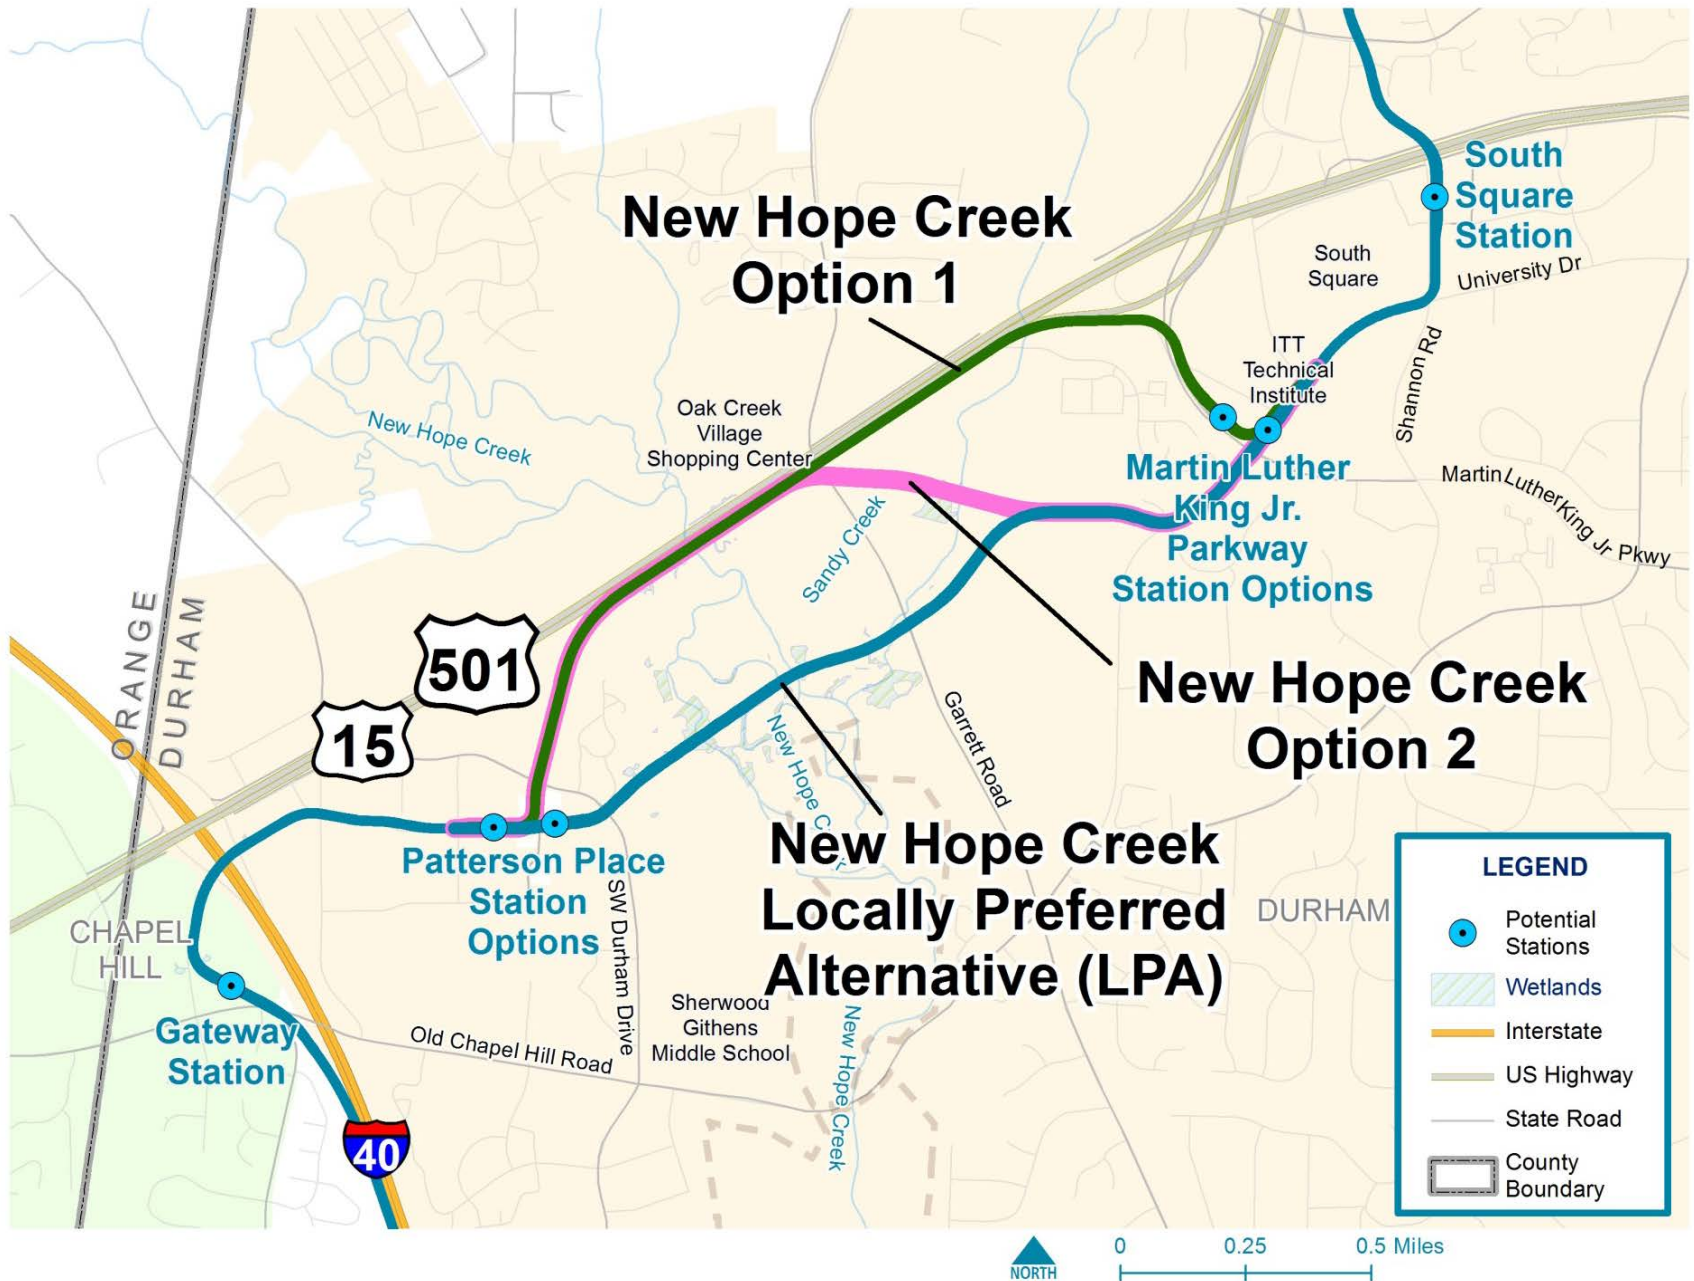 South
Square
Station
New Hope Creek
Option 1
South
Square
University Dr
ITT
Technical
Institute
Shannon Rd
Oak Creek
Village
Shopping Center
New Hope Creek
Martin Luther
King Jr.
Parkway
Station Options
Martin Luther King Jr Pkwy
Sandy Creek
ORANGE
DURHAM
501
15
New Hope Creek
Option 2
Garrett Road
New Hope Creek
Locally Preferred
Alternative (LPA)
Patterson Place
Station
Options
SW Durham Drive
CHAPEL
HILL
DURHAM
Gateway
Station
Old Chapel Hill Road
Sherwood
Githens
Middle School
New Hope Creek
40
LEGEND
Potential
Stations
Wetlands
Interstate
US Highway
State Road
County
Boundary
NORTH
0 0.25 0.5 Miles